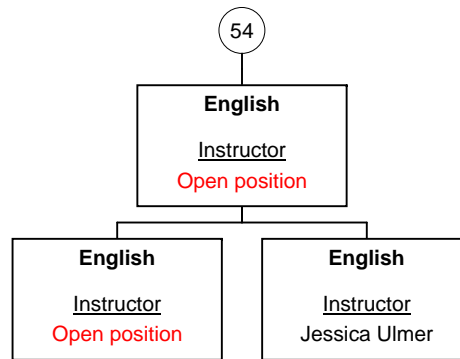 54
English
Instructor
Open position
English
Instructor
Open position
English
Instructor
Jessica Ulmer